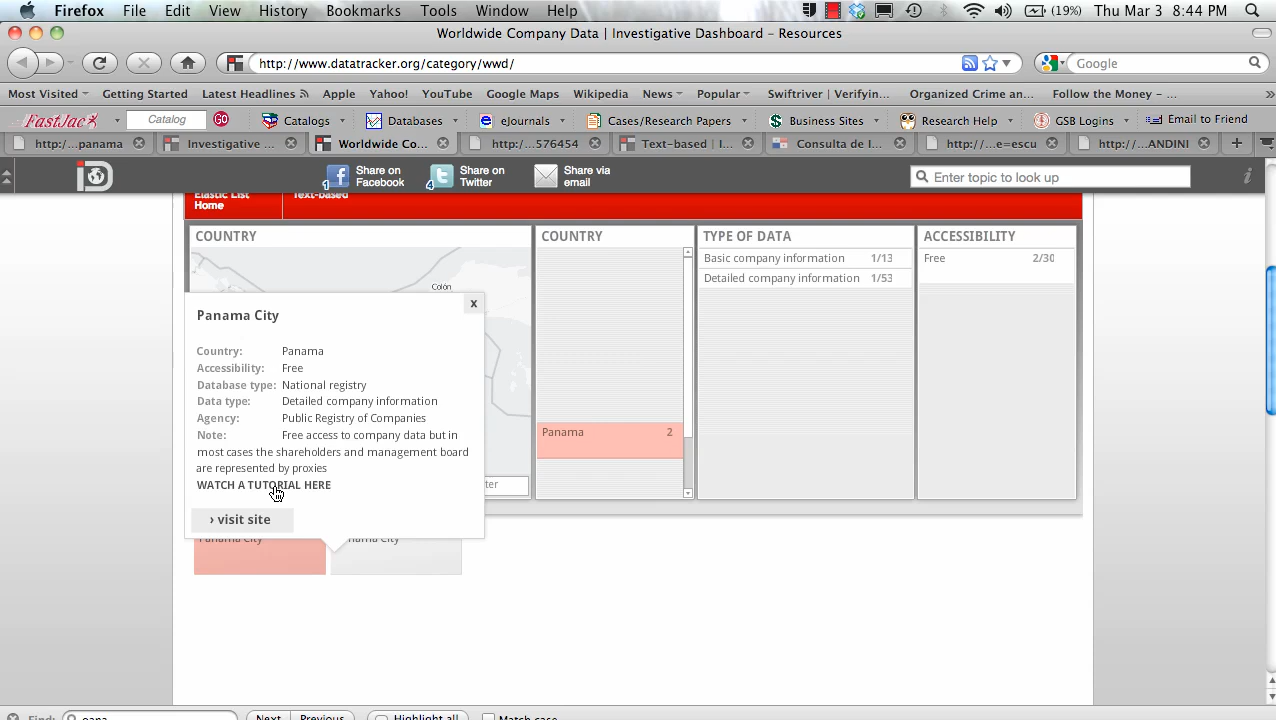 Firefox File Edit View History Bookmarks Tools Window Help (19%) Thu Mar 3 8:44 PM
Worldwide Company Data | Investigative Dashboard – Resources
http://www.datatracker.org/category/wwd/ Google
Most Visited Getting Started Latest Headlines Apple Yahoo! YouTube Google Maps Wikipedia News Popular Swiftriver | Verifyin... Organized Crime and... Follow the Money – ... »
FastJac Catalog GO Catalogs Databases eJournals Cases/Research Papers Business Sites Research Help GSB Logins Email to Friend
http:/...panama Investigative ... Worldwide Co... http:/...576454 Text-based | I... Consulta de I... http:/...e=escu http:/...ANDINI
iD 1 Share on Facebook 4 Share on Twitter Share via email Enter topic to look up i
Elastic List Home Text-based
COUNTRY COUNTRY TYPE OF DATA ACCESSIBILITY
Basic company information 1/13 Free 2/30
Detailed company information 1/53
Colón
x
Panama City
Country: Panama
Accessibility: Free
Database type: National registry
Data type: Detailed company information
Agency: Public Registry of Companies
Note: Free access to company data but in
most cases the shareholders and management board
are represented by proxies
WATCH A TUTORIAL HERE
› visit site
Panama 2
Panama City
Find: pana Next Previous Highlight all Match case